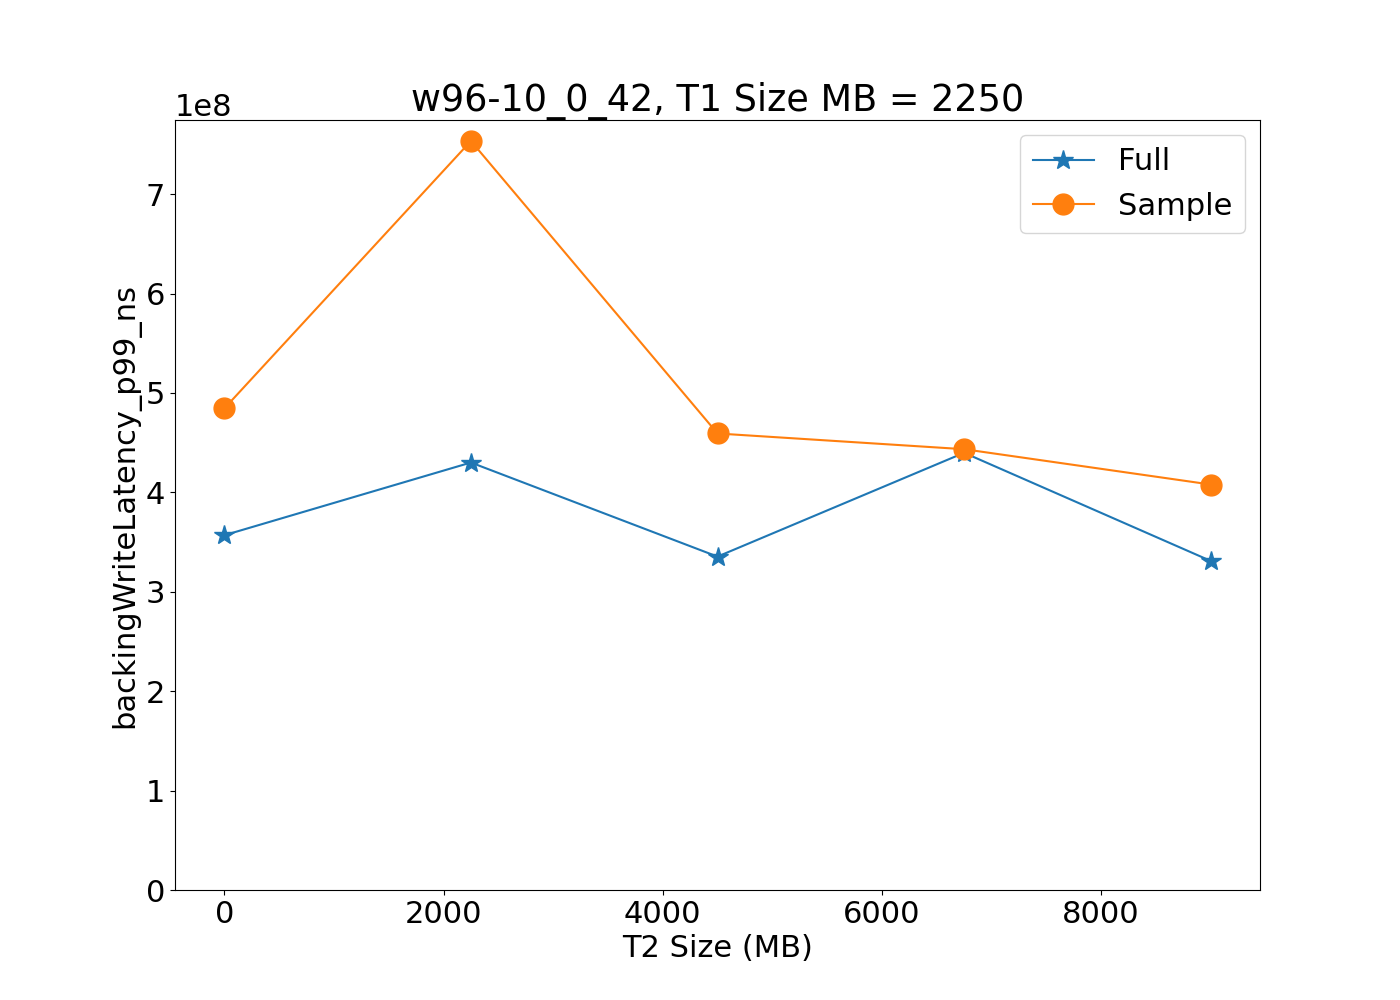 w96-10_0_42, T1 Size MB = 2250
1e8
Full
Sample
7
6
5
4
3
2
1
0
backingWriteLatency_p99_ns
0 2000 4000 6000 8000
T2 Size (MB)